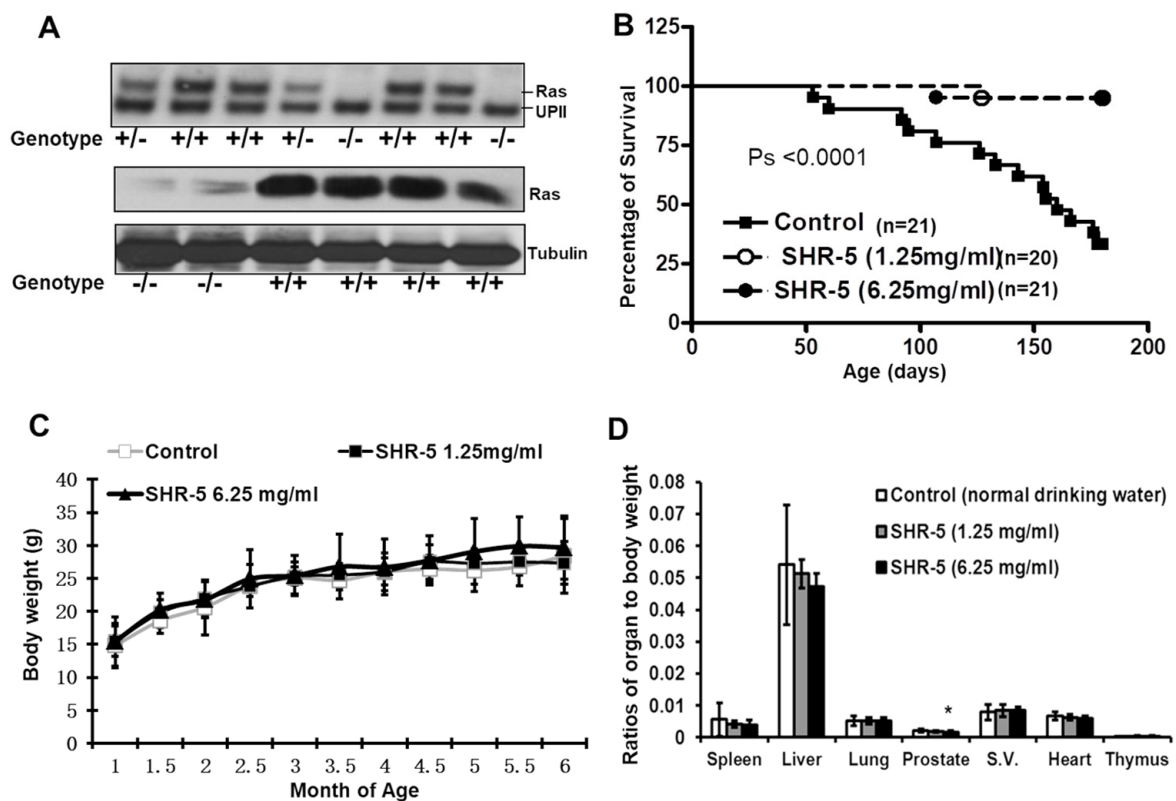 A
Ras
UPII
Genotype +/- +/+ +/+ +/- -/- +/+ +/+ -/-
Ras
Tubulin
Genotype -/- -/- +/+ +/+ +/+ +/+
B
Percentage of Survival
125
100
75
50
25
0
Ps <0.0001
Control (n=21)
SHR-5 (1.25mg/ml)(n=20)
SHR-5 (6.25mg/ml)(n=21)
0 50 100 150 200
Age (days)
C
Control
SHR-5 1.25mg/ml
SHR-5 6.25 mg/ml
Body weight (g)
40
35
30
25
20
15
10
5
0
1 1.5 2 2.5 3 3.5 4 4.5 5 5.5 6
Month of Age
D
Ratios of organ to body weight
0.08
0.07
0.06
0.05
0.04
0.03
0.02
0.01
0
Control (normal drinking water)
SHR-5 (1.25 mg/ml)
SHR-5 (6.25 mg/ml)
*
Spleen Liver Lung Prostate S.V. Heart Thymus